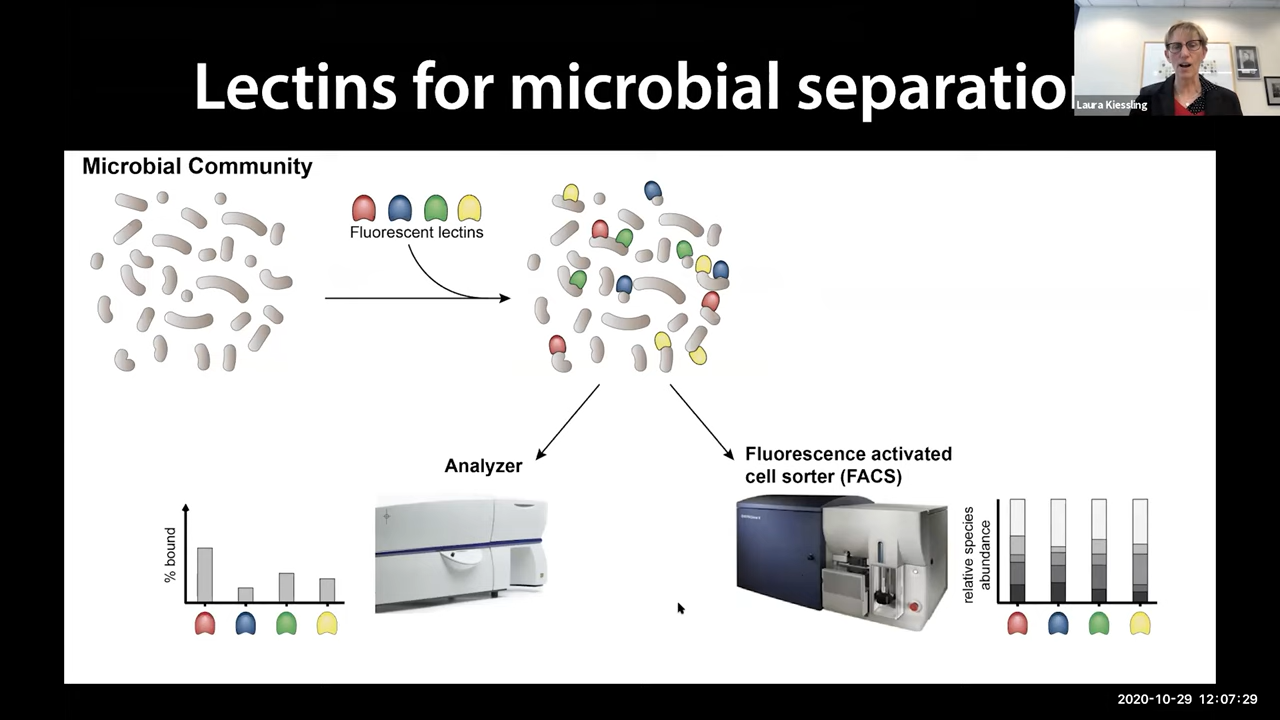 Lectins for microbial separatio
Laura Kiessling
Microbial Community
Fluorescent lectins
Analyzer
Fluorescence activated
cell sorter (FACS)
% bound
relative species
abundance
2020-10-29 12:07:29